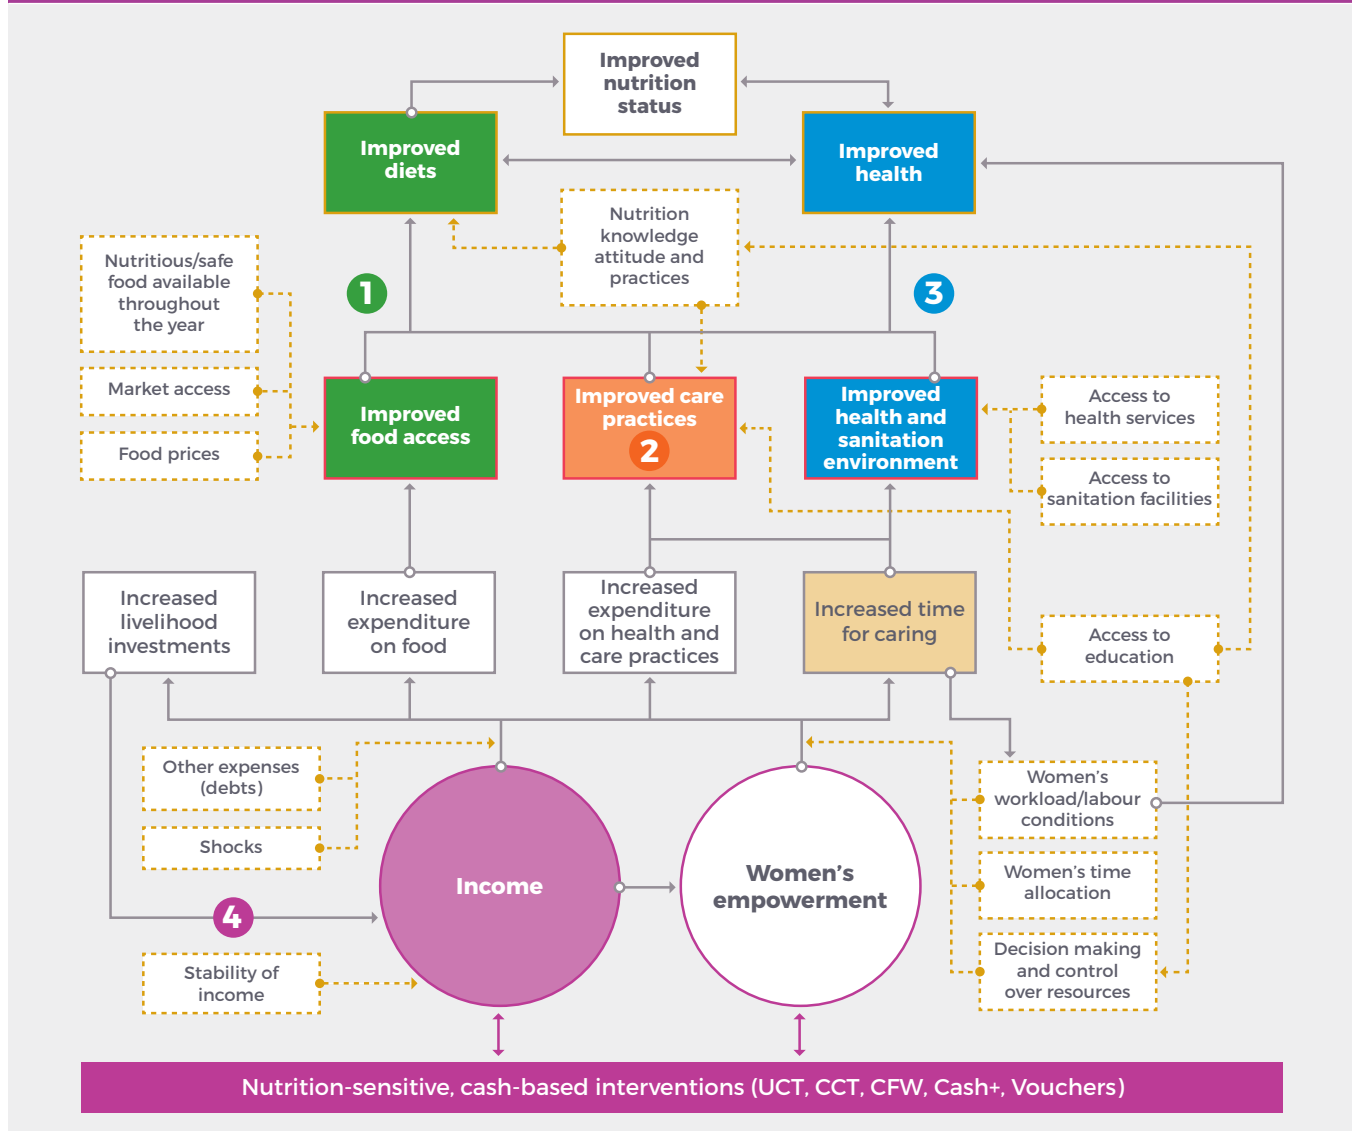 Improved
nutrition
status
Improved
diets
Improved
health
Nutrition
knowledge
attitude and
practices
Nutritious/safe
food available
throughout
the year
1
3
Market access
Food prices
Improved
food access
Improved care
practices
2
Improved
health and
sanitation
environment
Access to
health services
Access to
sanitation facilities
Increased
livelihood
investments
Increased
expenditure
on food
Increased
expenditure
on health and
care practices
Increased time
for caring
Access to
education
Other expenses
(debts)
Shocks
Income
Women's
empowerment
Women's
workload/labour
conditions
Women's time
allocation
4
Stability of
income
Decision making
and control
over resources
Nutrition-sensitive, cash-based interventions (UCT, CCT, CFW, Cash+, Vouchers)